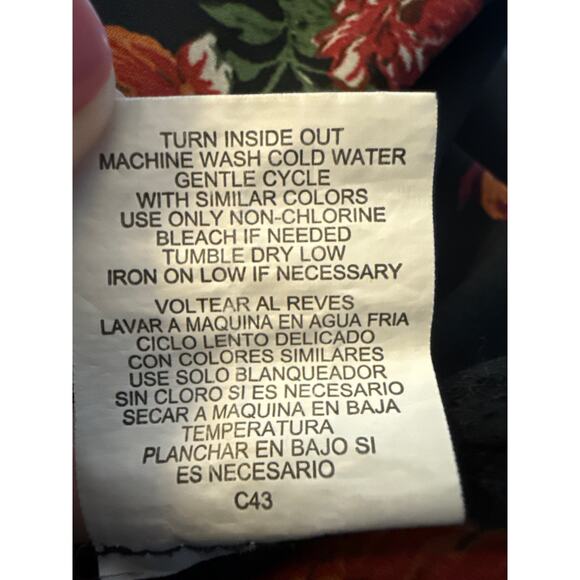 TURN INSIDE OUT
MACHINE WASH COLD WATER
GENTLE CYCLE
WITH SIMILAR COLORS
USE ONLY NON-CHLORINE
BLEACH IF NEEDED
TUMBLE DRY LOW
IRON ON LOW IF NECESSARY
VOLTEAR AL REVES
LAVAR A MAQUINA EN AGUA FRIA
CICLO LENTO DELICADO
CON COLORES SIMILARES
USE SOLO BLANQUEADOR
SIN CLORO SI ES NECESARIO
SECAR A MAQUINA EN BAJA
TEMPERATURA
PLANCHAR EN BAJO SI
ES NECESARIO
C43